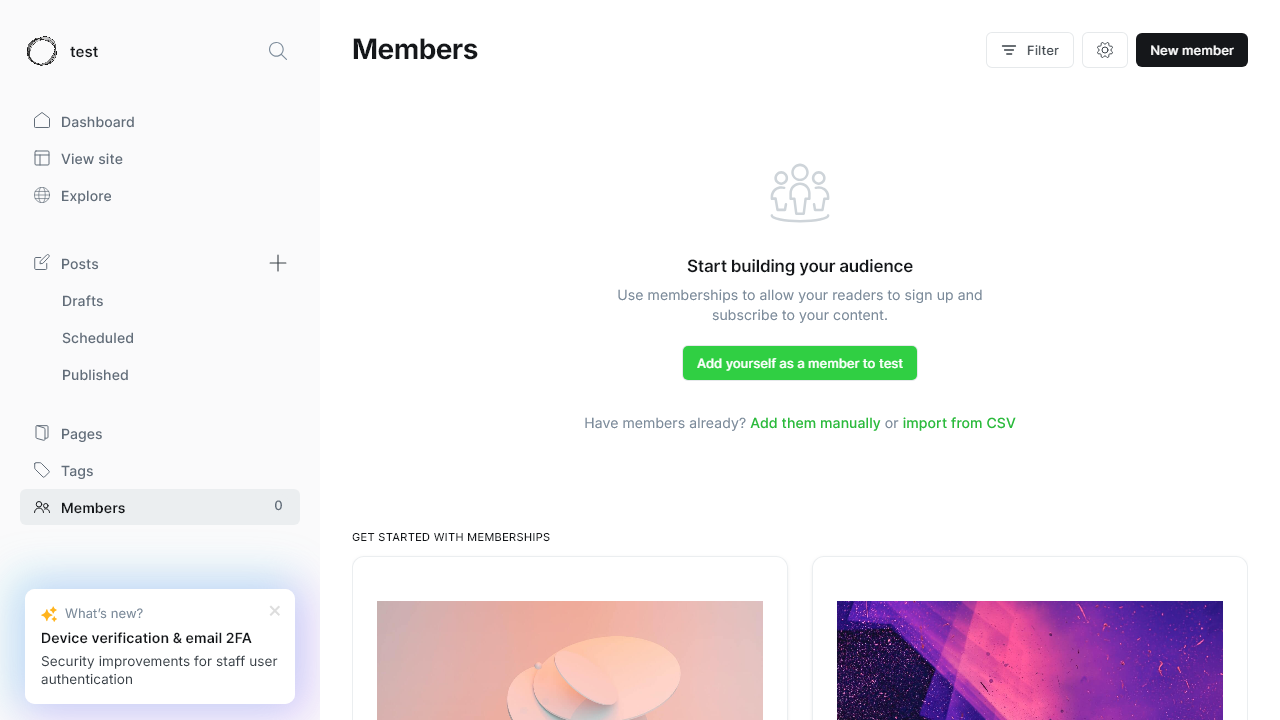 test
Dashboard
View site
Explore
Posts
Drafts
Scheduled
Published
Pages
Tags
Members 0
What's new?
Device verification & email 2FA
Security improvements for staff user
authentication
Members
Filter
New member
Start building your audience
Use memberships to allow your readers to sign up and
subscribe to your content.
Add yourself as a member to test
Have members already? Add them manually or import from CSV
GET STARTED WITH MEMBERSHIPS